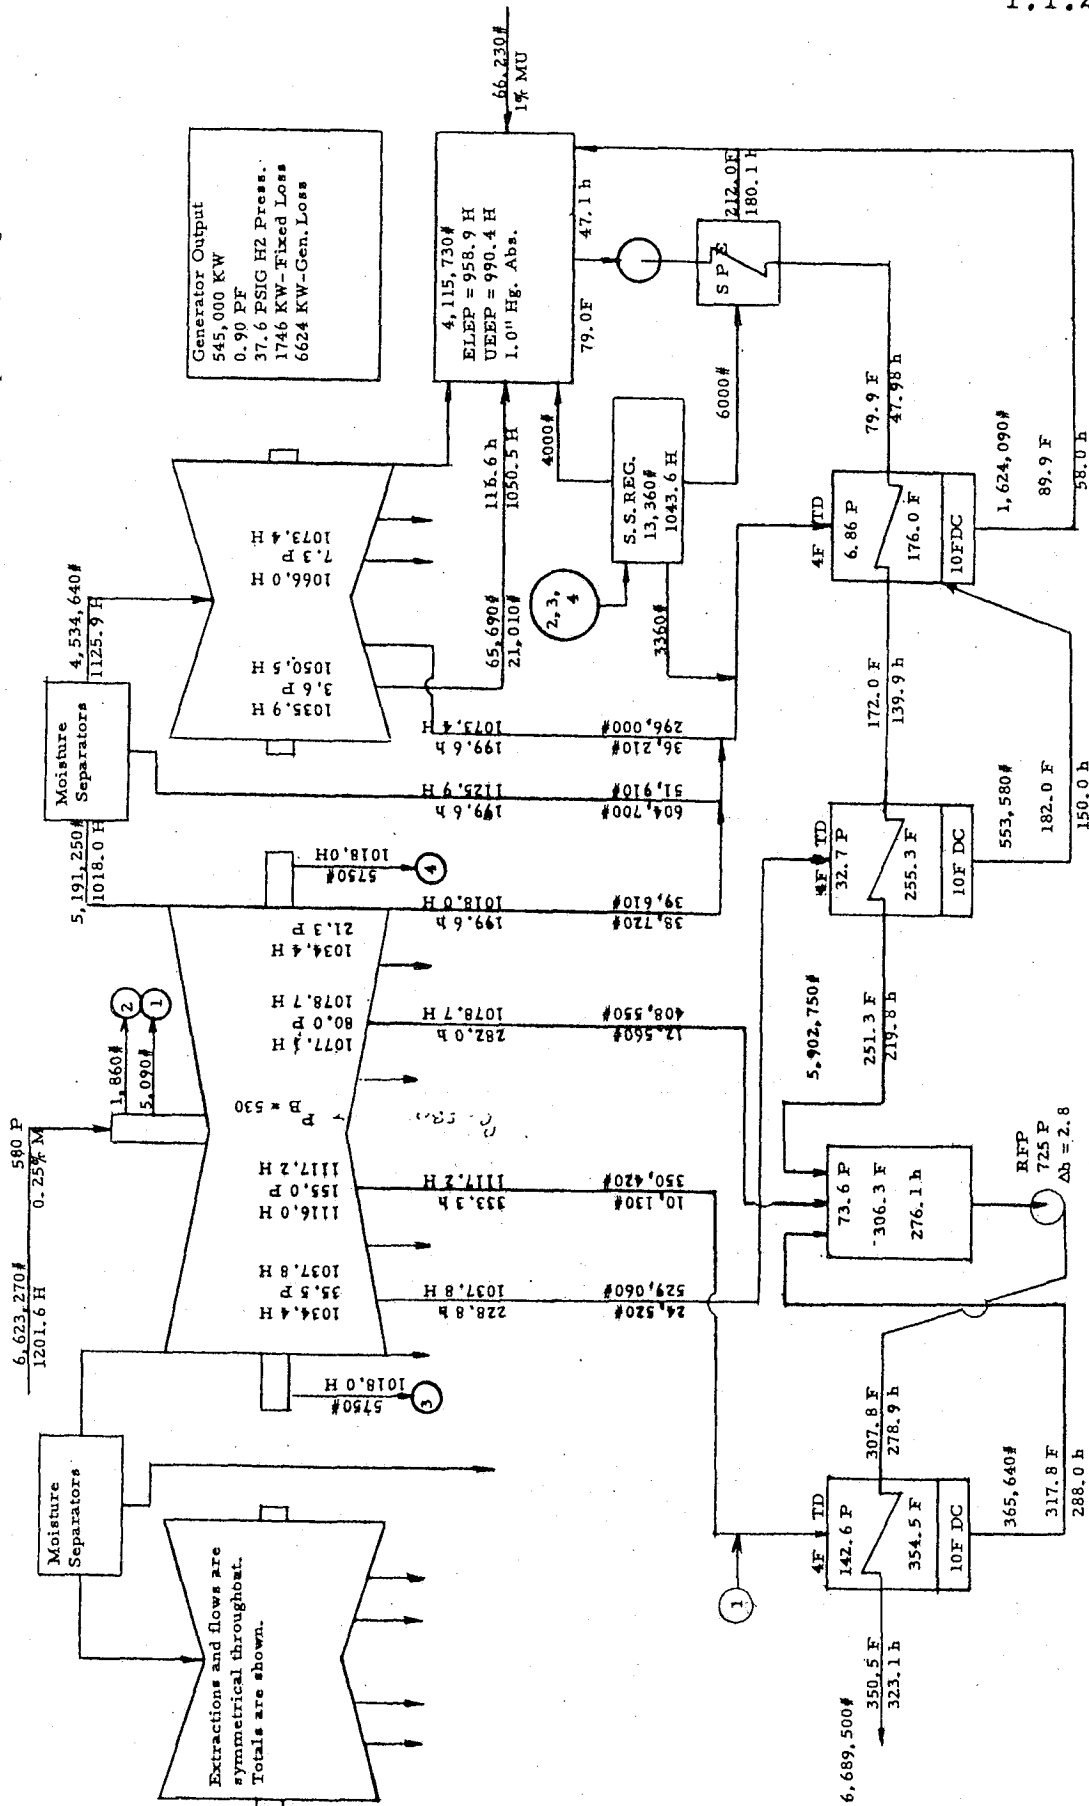 1.1.2
Generator Output
545,000 KW
0.90 PF
37.6 PSIG H2 Press.
1746 KW-Fixed Loss
6624 KW-Gen. Loss
66,230#
1% MU
4,115,730#
ELEP = 958.9 H
UEEP = 990.4 H
1.0" Hg. Abs.
79.0F
47.1 h
212.0F
180.1 h
S P E
6000#
4000#
S.S. REG.
13,360#
1043.6 H
2, 3,
4
3360#
65,690#
116.6 h
21,010#
1050.5 H
Moisture
Separators
4,534,640#
1125.9 H
5,191,250#
1018.0 H
1073.4 H
7.3 P
1066.0 H
1050.5 H
3.6 P
1035.9 H
296,000#
1073.4 H
36,210#
199.6 h
51,910#
1125.9 H
604,700#
199.6 h
5750#
1018.0H
4
39,610#
1018.0 H
38,720#
199.6 h
21.3 P
1034.4 H
1078.7 H
80.0 P
408,550#
1078.7 H
12,560#
282.0 h
1,860#
2
5,090#
1
6,623,270#
580 P
1201.6 H
0.25% M
P
B = 530
1117.2 H
155.0 P
1116.0 H
350,420#
1117.2 H
10,130#
333.3 h
1037.8 H
35.5 P
1034.4 H
529,060#
1037.8 H
24,520#
228.8 h
5750#
1018.0 H
3
Moisture
Separators
Extractions and flows are
symmetrical throughout.
Totals are shown.
79.9 F
47.98 h
4F TD
6.86 P
176.0 F
10FDC
1,624,090#
89.9 F
58.0 h
172.0 F
139.9 h
4F TD
32.7 P
255.3 F
10F DC
553,580#
182.0 F
150.0 h
5,902,750#
251.3 F
219.8 h
73.6 P
306.3 F
276.1 h
RFP
725 P
Δh = 2.8
307.8 F
278.9 h
1
4F TD
142.6 P
354.5 F
10F DC
365,640#
317.8 F
288.0 h
6,689,500#
350.5 F
323.1 h